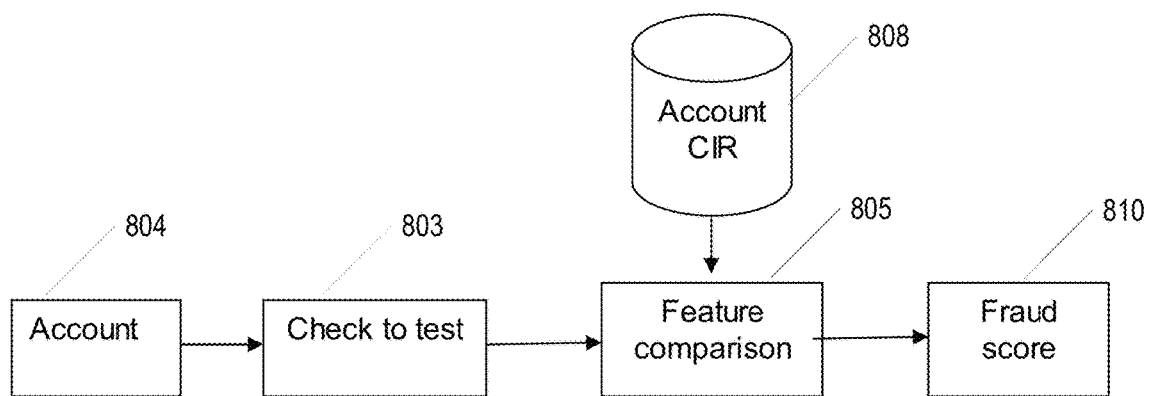 808
Account
CIR
804
803
805
810
Account
Check to test
Feature
comparison
Fraud
score